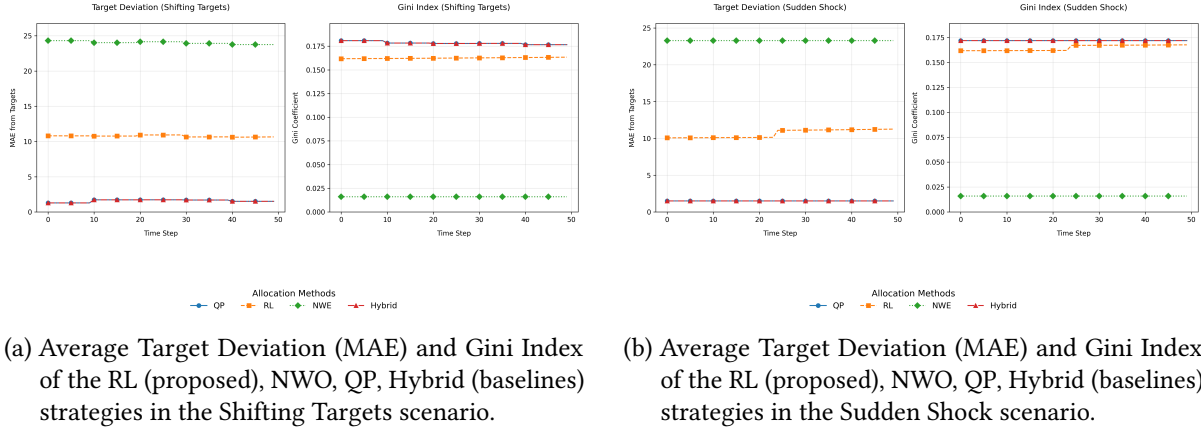 Target Deviation (Shifting Targets)
25
20
15
10
5
0
MAE from Targets
0 10 20 30 40 50
Time Step
Gini Index (Shifting Targets)
0.175
0.150
0.125
0.100
0.075
0.050
0.025
0.000
Gini Coefficient
0 10 20 30 40 50
Time Step
Allocation Methods
QP RL NWE Hybrid
(a) Average Target Deviation (MAE) and Gini Index
of the RL (proposed), NWO, QP, Hybrid (baselines)
strategies in the Shifting Targets scenario.
Target Deviation (Sudden Shock)
25
20
15
10
5
0
MAE from Targets
0 10 20 30 40 50
Time Step
Gini Index (Sudden Shock)
0.175
0.150
0.125
0.100
0.075
0.050
0.025
0.000
Gini Coefficient
0 10 20 30 40 50
Time Step
Allocation Methods
QP RL NWE Hybrid
(b) Average Target Deviation (MAE) and Gini Index
of the RL (proposed), NWO, QP, Hybrid (baselines)
strategies in the Sudden Shock scenario.